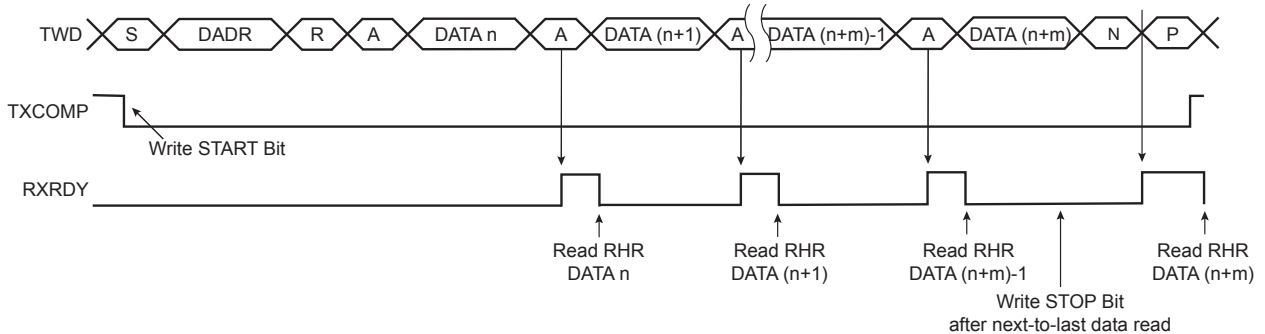 TWD S DADR R A DATA n A DATA (n+1) A DATA (n+m)-1 A DATA (n+m) N P
TXCOMP
Write START Bit
RXRDY
Read RHR
DATA n
Read RHR
DATA (n+1)
Read RHR
DATA (n+m)-1
Read RHR
DATA (n+m)
Write STOP Bit
after next-to-last data read